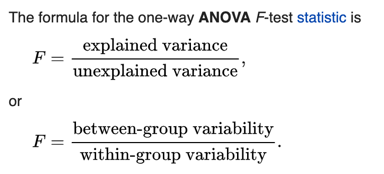 The formula for the one-way ANOVA F-test statistic is
F = explained variance / unexplained variance,
or
F = between-group variability / within-group variability.